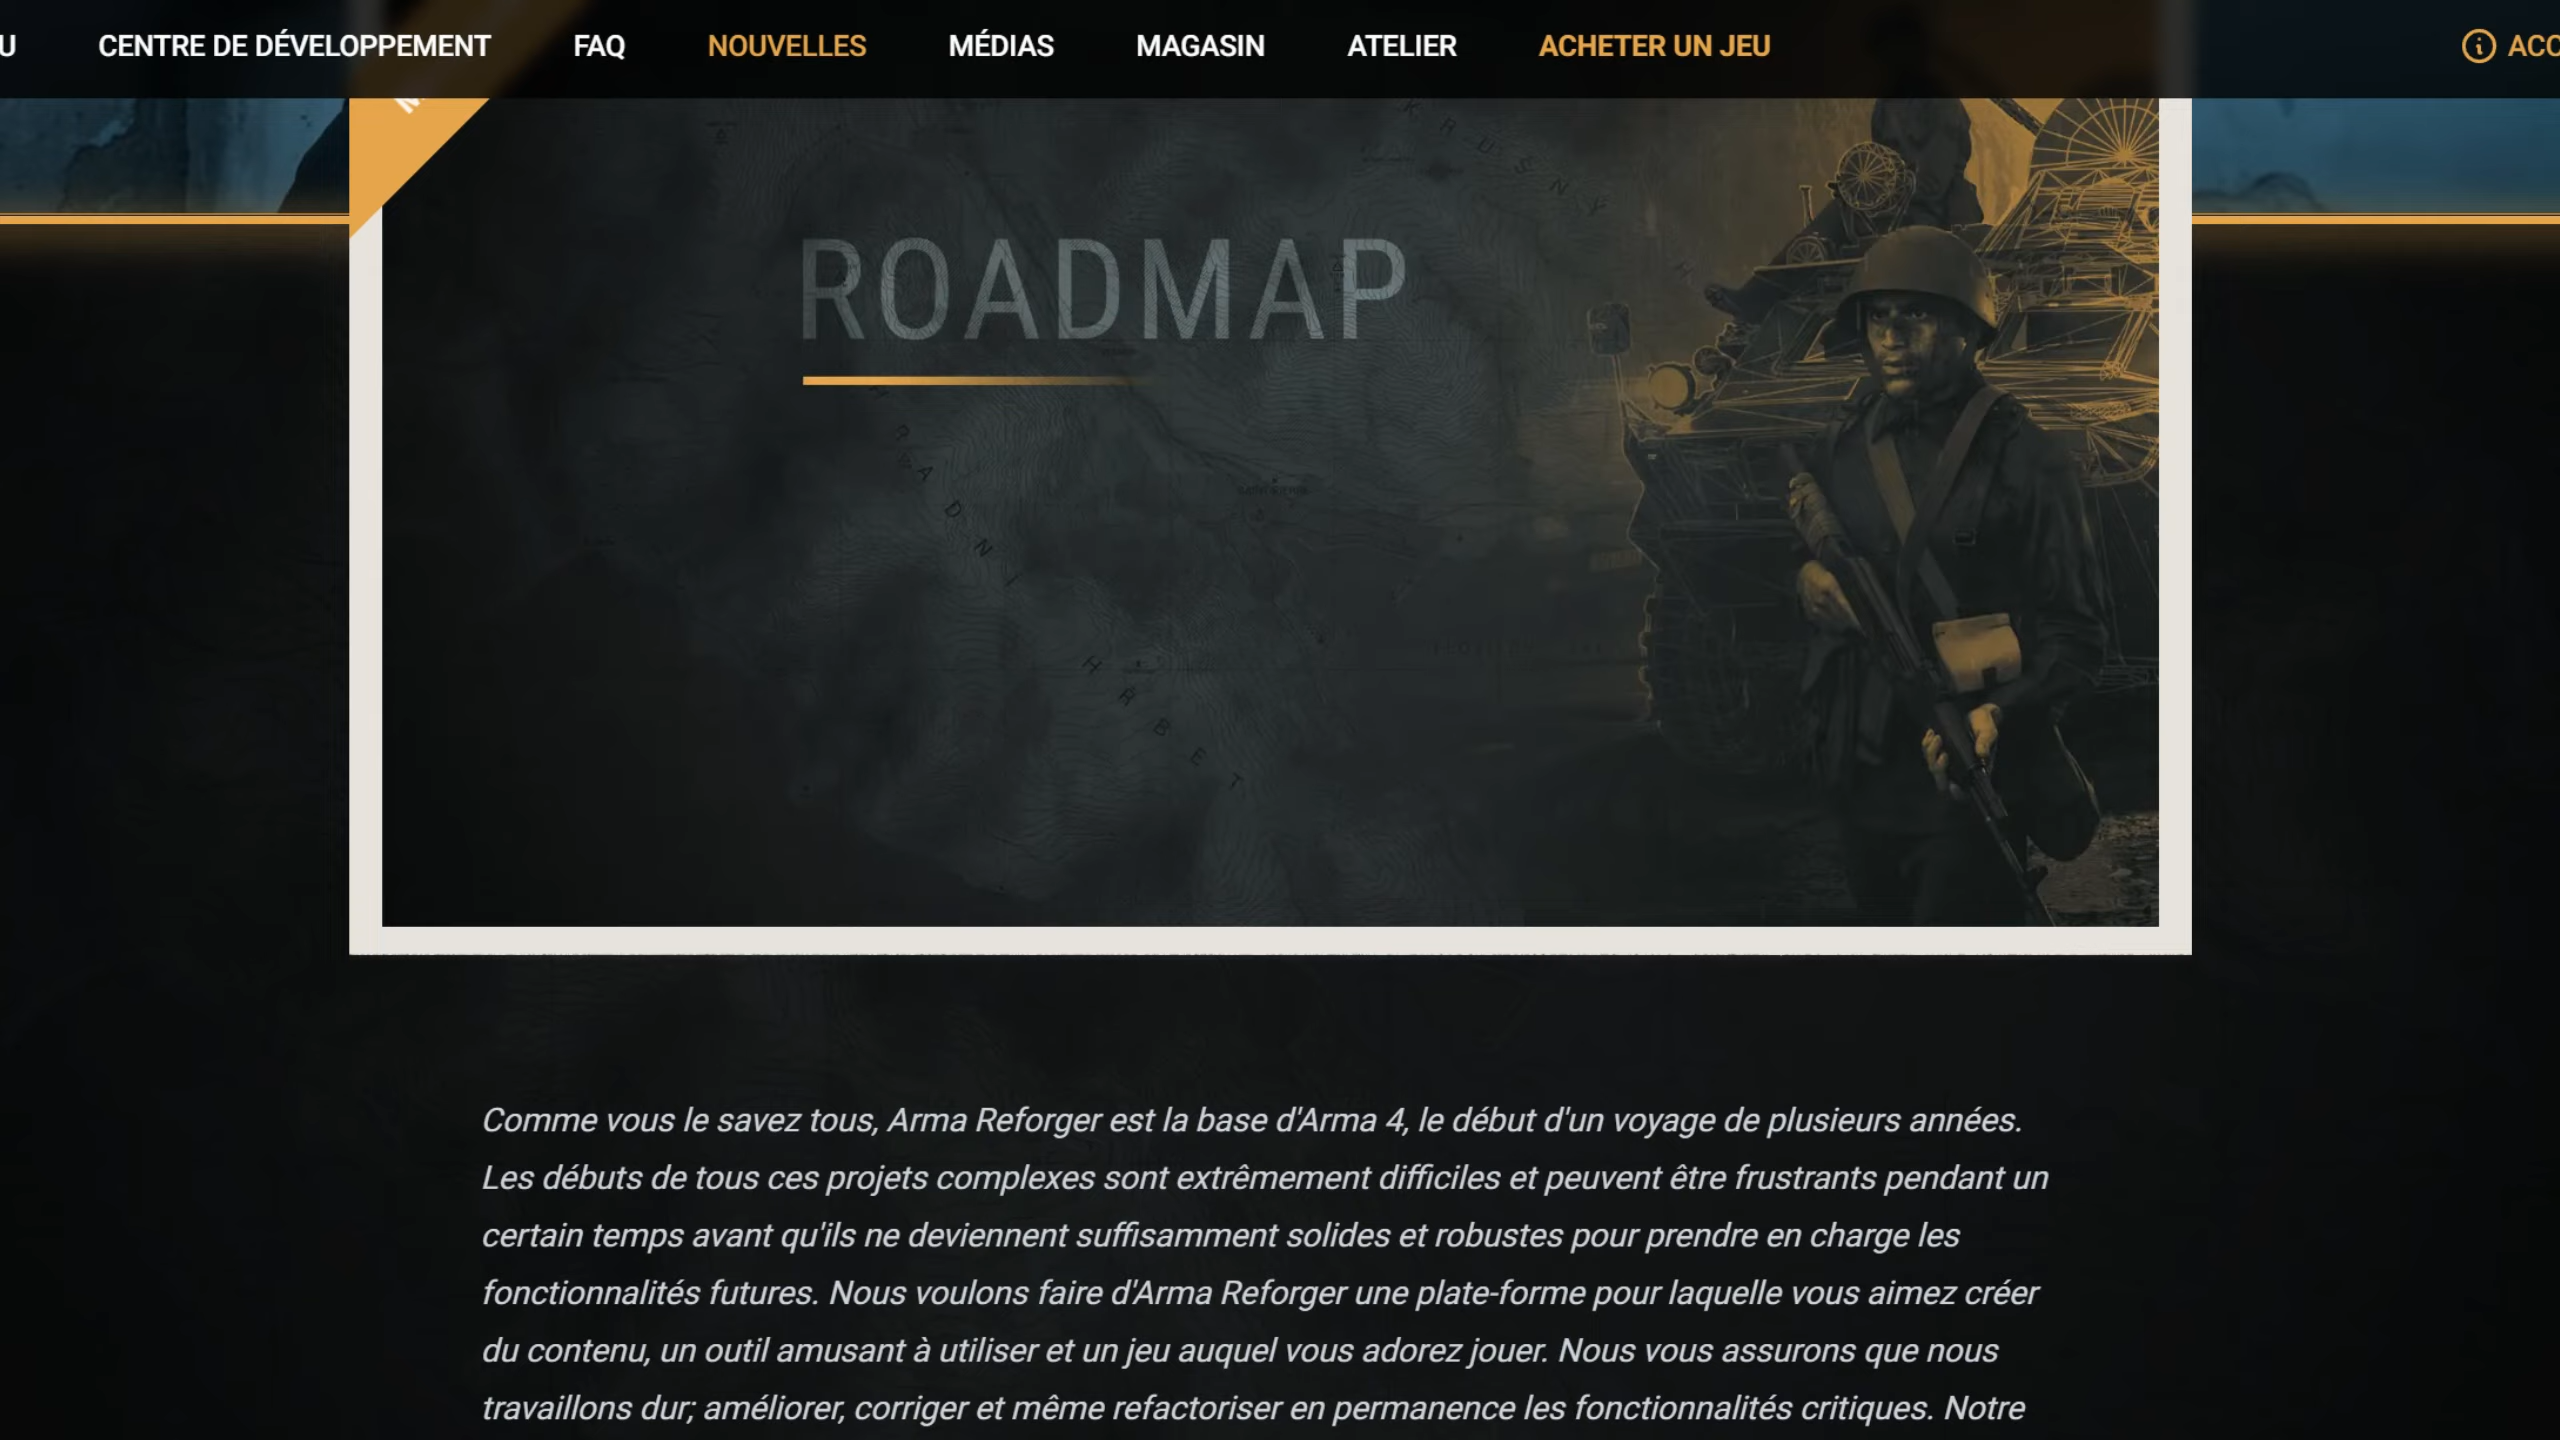 CENTRE DE DÉVELOPPEMENT FAQ NOUVELLES MÉDIAS MAGASIN ATELIER ACHETER UN JEU
ROADMAP
Comme vous le savez tous, Arma Reforger est la base d'Arma 4, le début d'un voyage de plusieurs années.
Les débuts de tous ces projets complexes sont extrêmement difficiles et peuvent être frustrants pendant un
certain temps avant qu'ils ne deviennent suffisamment solides et robustes pour prendre en charge les
fonctionnalités futures. Nous voulons faire d'Arma Reforger une plate-forme pour laquelle vous aimez créer
du contenu, un outil amusant à utiliser et un jeu auquel vous adorez jouer. Nous vous assurons que nous
travaillons dur; améliorer, corriger et même refactoriser en permanence les fonctionnalités critiques. Notre